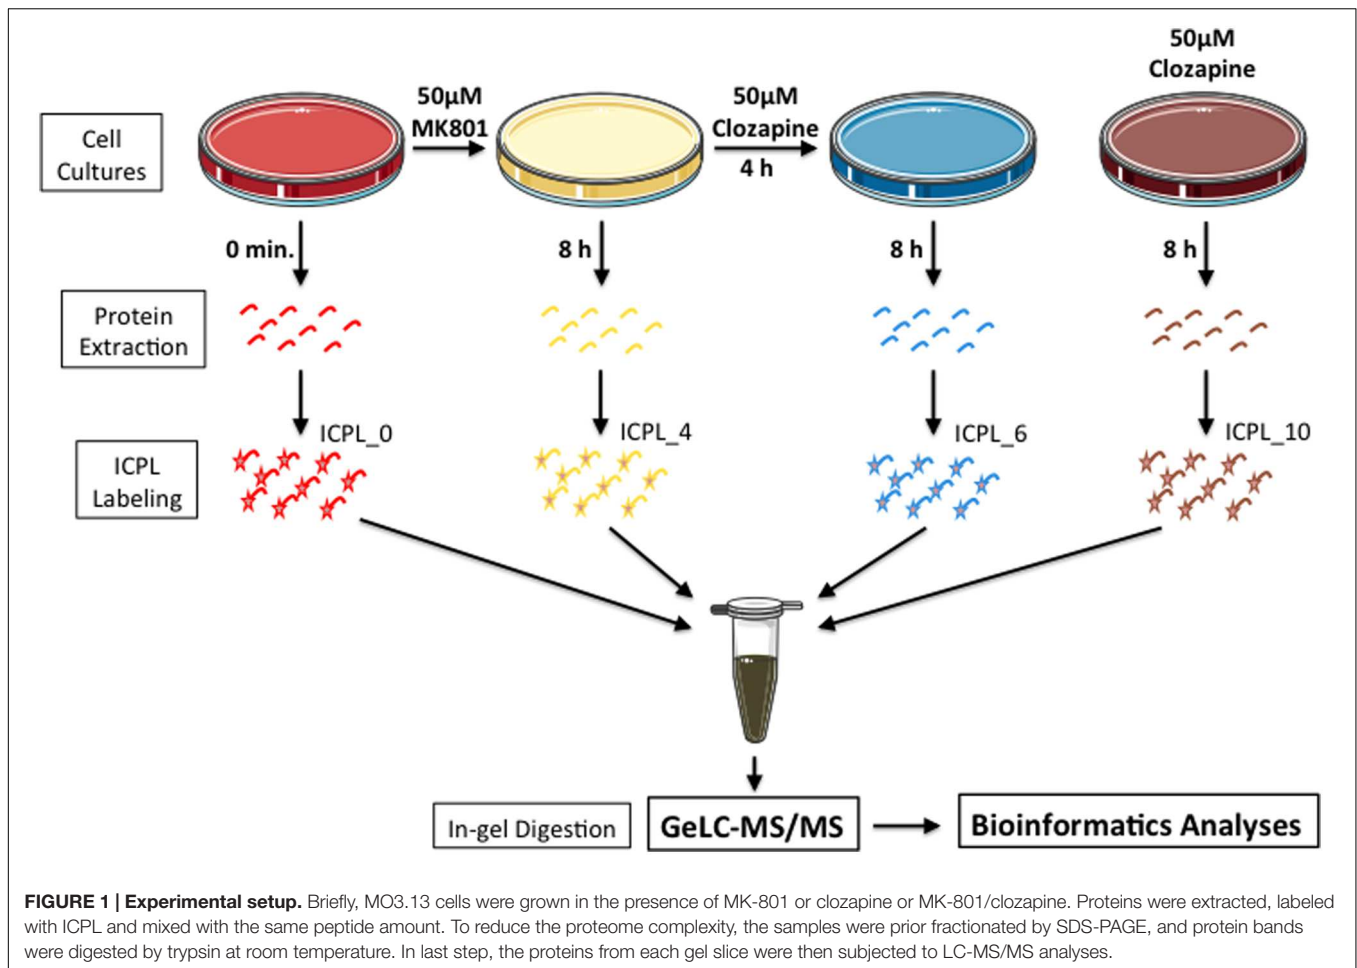 50μM
Clozapine
50μM
MK801
50μM
Clozapine
4 h
Cell
Cultures
0 min.
8 h
8 h
8 h
Protein
Extraction
ICPL_0
ICPL_4
ICPL_6
ICPL_10
ICPL
Labeling
In-gel Digestion
GeLC-MS/MS
Bioinformatics Analyses
FIGURE 1 | Experimental setup. Briefly, MO3.13 cells were grown in the presence of MK-801 or clozapine or MK-801/clozapine. Proteins were extracted, labeled
with ICPL and mixed with the same peptide amount. To reduce the proteome complexity, the samples were prior fractionated by SDS-PAGE, and protein bands
were digested by trypsin at room temperature. In last step, the proteins from each gel slice were then subjected to LC-MS/MS analyses.